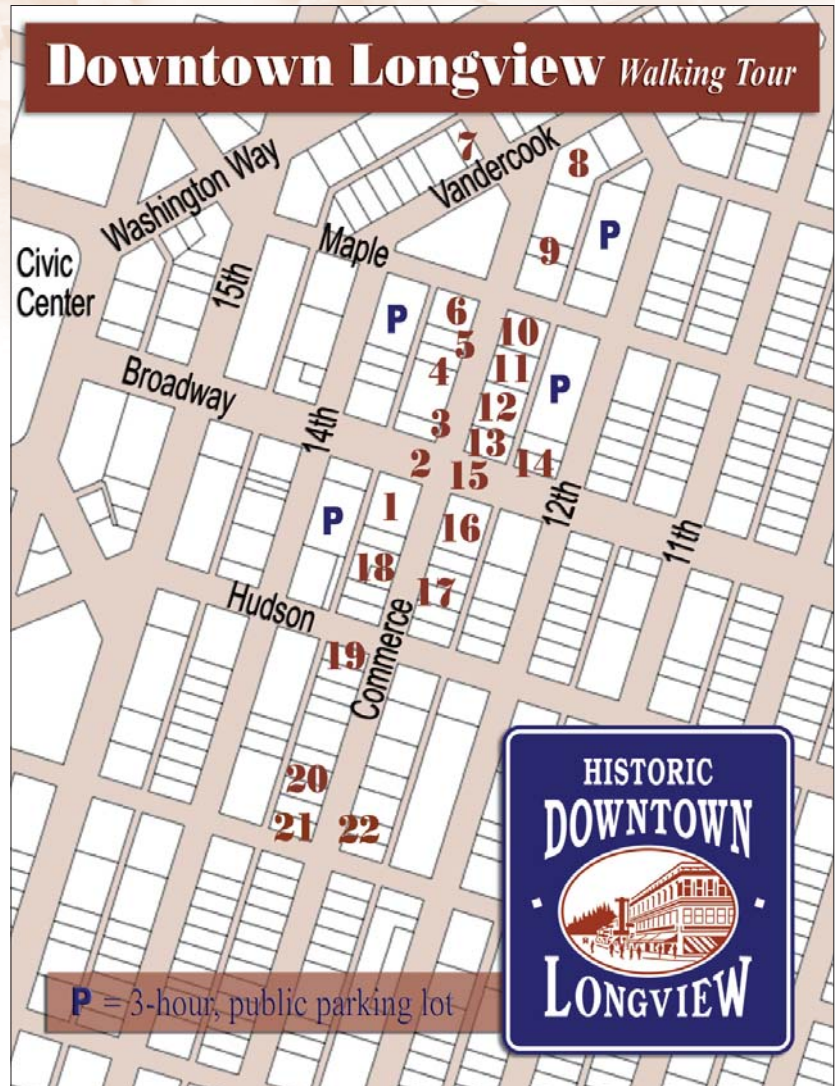 Downtown Longview Walking Tour
7
Vandercook
8
Washington Way
P
Maple
9
Civic
Center
15th
P
6
10
5
4
11
P
Broadway
12
3
13
14th
2
15
14
1
16
12th
P
11th
18
17
Hudson
Commerce
19
20
21
22
HISTORIC
DOWNTOWN
LONGVIEW
P = 3-hour, public parking lot